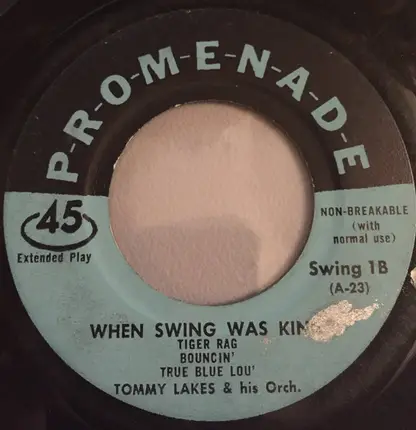 P-R-O-M-E-N-A-D-E
45
Extended Play
NON-BREAKABLE
(with
normal use)
Swing 1B
(A-23)
WHEN SWING WAS
TIGER RAG
BOUNCIN'
TRUE BLUE LOU'
TOMMY LAKES & his Orch.